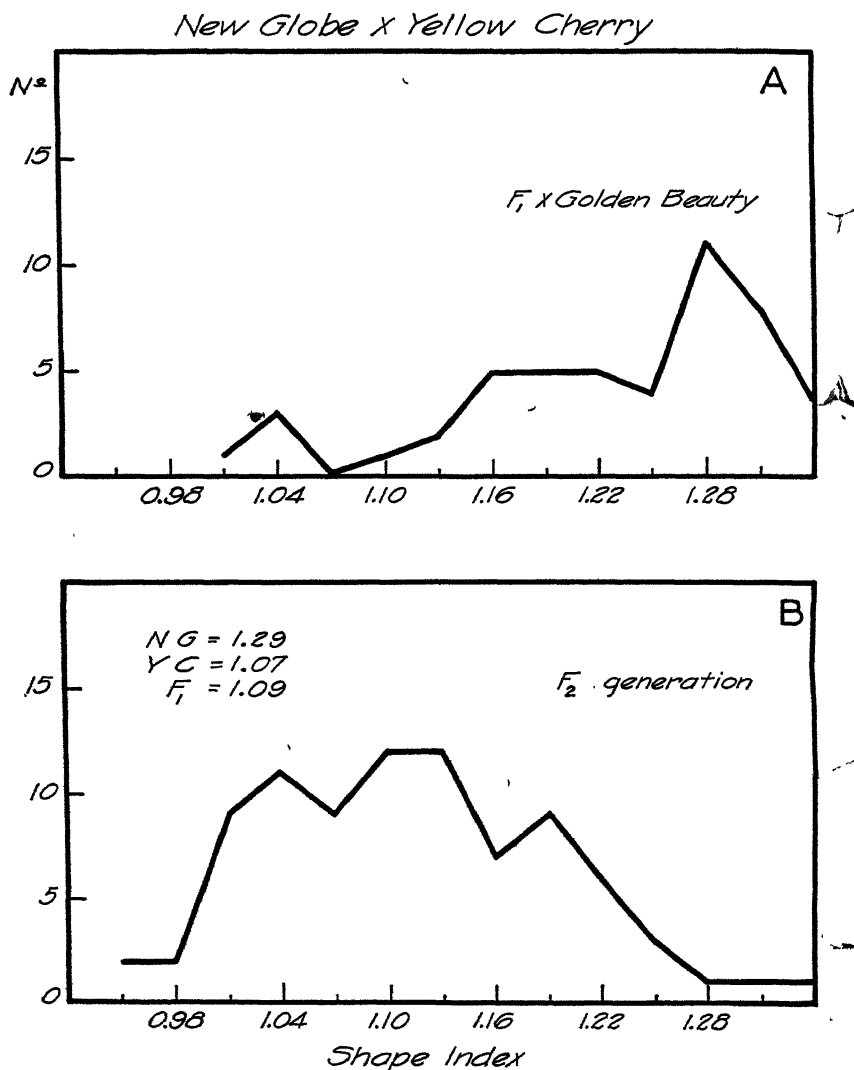 New Globe x Yellow Cherry
A
Nº
15
10
5
0
F₁ x Golden Beauty
0.98 1.04 1.10 1.16 1.22 1.28
B
N G = 1.29
Y C = 1.07
F₁ = 1.09
F₂ generation
15
10
5
0
0.98 1.04 1.10 1.16 1.22 1.28
Shape Index